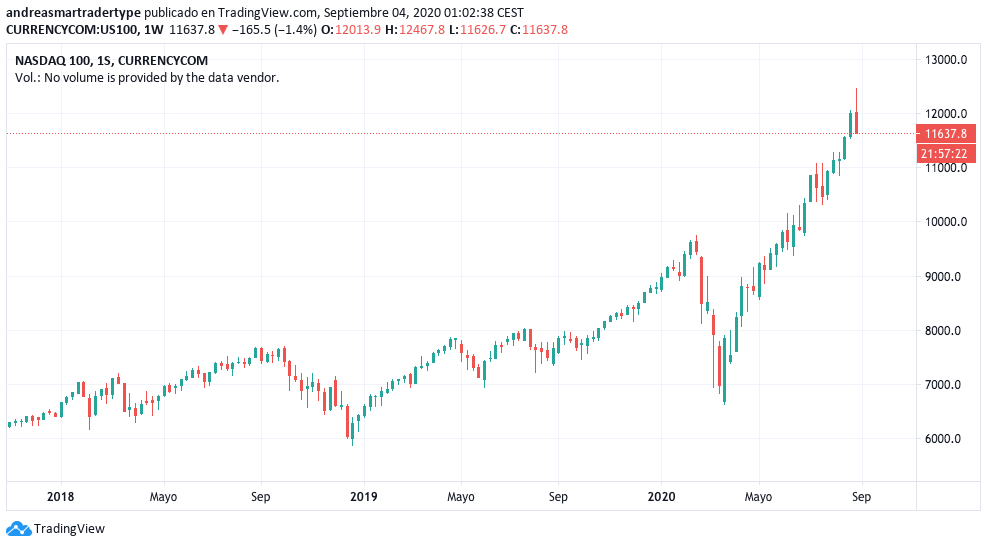 andreasmartradertype publicado en TradingView.com, Septiembre 04, 2020 01:02:38 CEST
CURRENCYCOM:US100, 1W 11637.8 ▼ −165.5 (−1.4%) O:12013.9 H:12467.8 L:11626.7 C:11637.8
NASDAQ 100, 1S, CURRENCYCOM
Vol.: No volume is provided by the data vendor.
13000.0
12000.0
11637.8
21:57:22
11000.0
10000.0
9000.0
8000.0
7000.0
6000.0
2018 Mayo Sep 2019 Mayo Sep 2020 Mayo Sep
TradingView